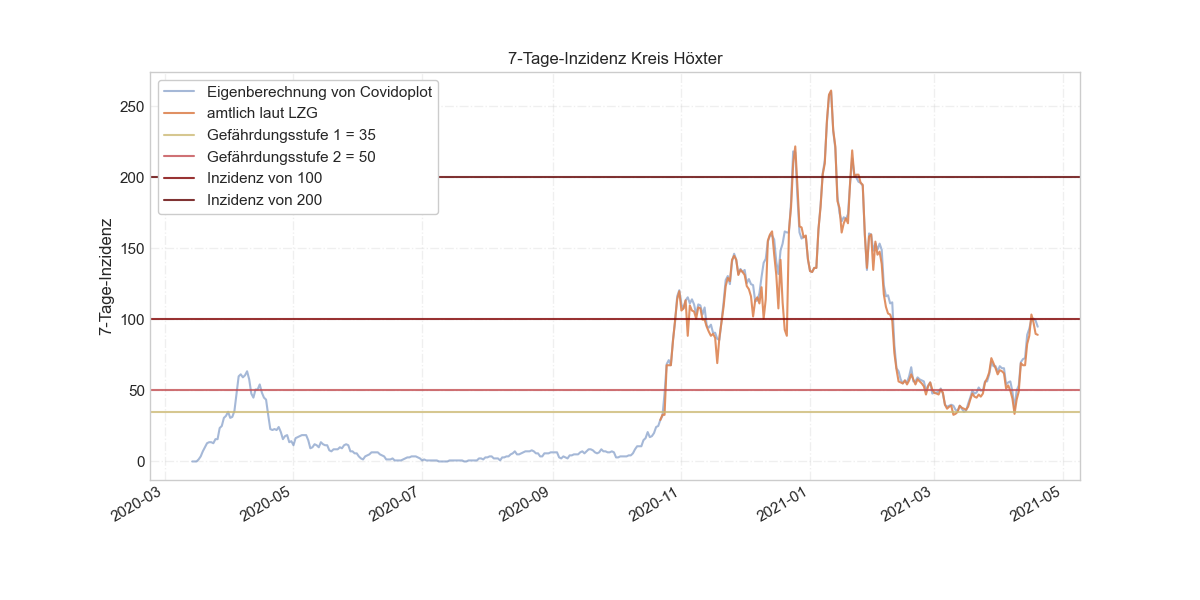 7-Tage-Inzidenz Kreis Höxter
Eigenberechnung von Covidoplot
amtlich laut LZG
Gefährdungsstufe 1 = 35
Gefährdungsstufe 2 = 50
Inzidenz von 100
Inzidenz von 200
7-Tage-Inzidenz
250
200
150
100
50
0
2020-03
2020-05
2020-07
2020-09
2020-11
2021-01
2021-03
2021-05